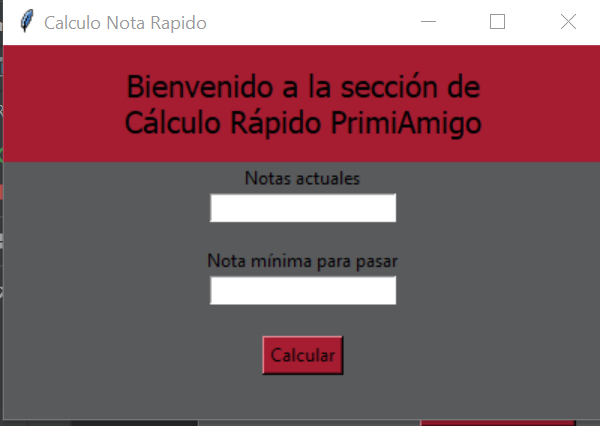 Calculo Nota Rapido
Bienvenido a la sección de
Cálculo Rápido PrimiAmigo
Notas actuales
Nota mínima para pasar
Calcular